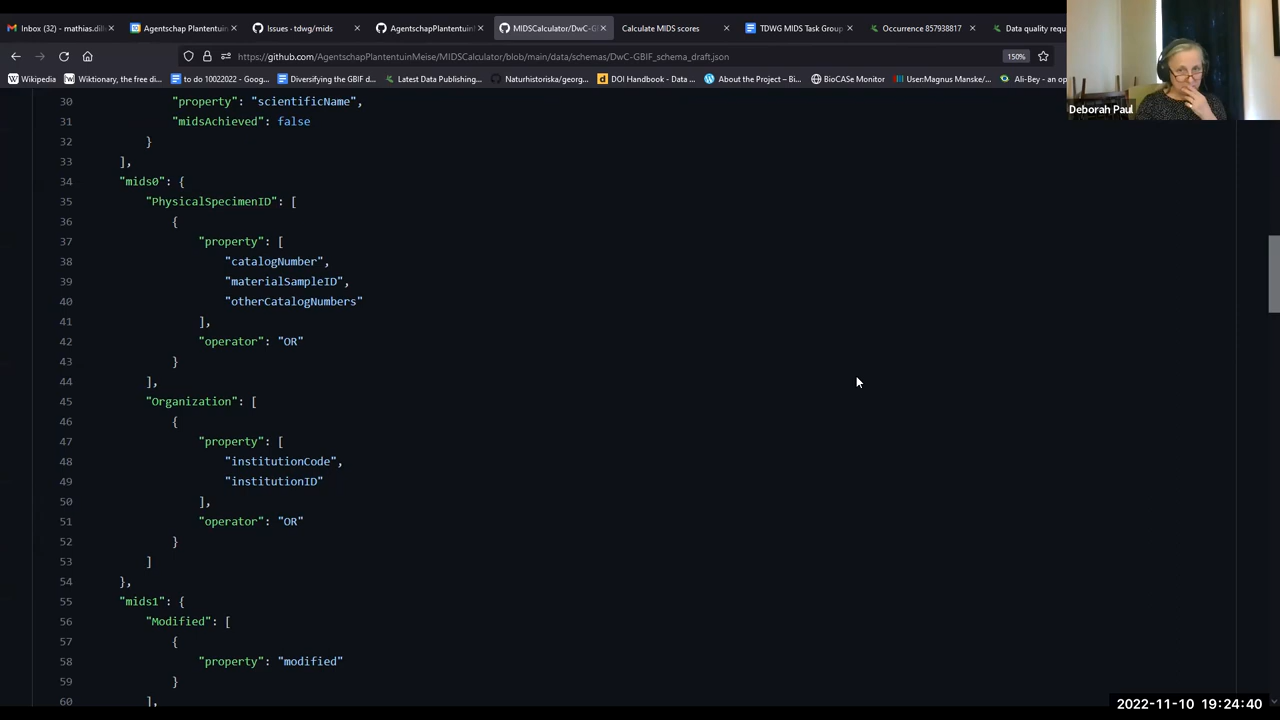 Inbox (32) - mathias.dill
Agentschap Plantentuin
Issues · tdwg/mids
AgentschapPlantentuinM
MIDSCalculator/DwC-GB
Calculate MIDS scores
TDWG MIDS Task Group
Occurrence 857938817
Data quality requ
https://github.com/AgentschapPlantentuinMeise/MIDSCalculator/blob/main/data/schemas/DwC-GBIF_schema_draft.json
150%
Wikipedia
Wiktionary, the free di...
to do 10022022 - Goog...
Diversifying the GBIF d...
Latest Data Publishing...
Naturhistoriska/georg...
DOI Handbook - Data ...
About the Project – Bi...
BioCASE Monitor
User:Magnus Manske/...
Ali-Bey - an op
Deborah Paul
30 "property": "scientificName",
31 "midsAchieved": false
32 }
33 ],
34 "mids0": {
35 "PhysicalSpecimenID": [
36 {
37 "property": [
38 "catalogNumber",
39 "materialSampleID",
40 "otherCatalogNumbers"
41 ],
42 "operator": "OR"
43 }
44 ],
45 "Organization": [
46 {
47 "property": [
48 "institutionCode",
49 "institutionID"
50 ],
51 "operator": "OR"
52 }
53 ]
54 },
55 "mids1": {
56 "Modified": [
57 {
58 "property": "modified"
59 }
60 ],
2022-11-10 19:24:40